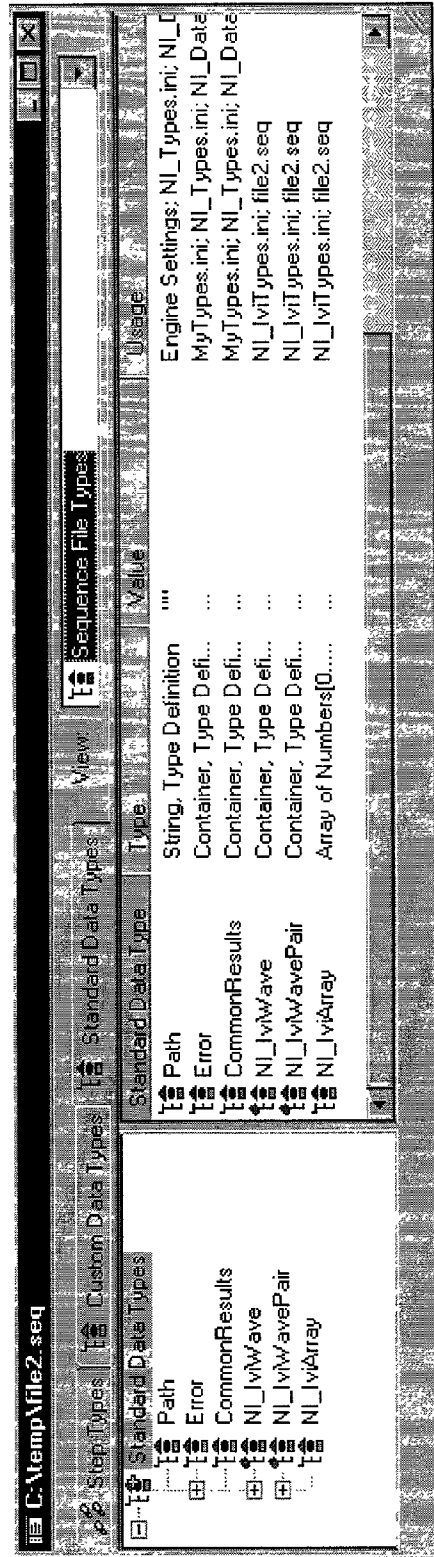 C:\temp\file2.seq
Step Types
Custom Data Types
Standard Data Types
View:
Sequence File Types
Standard Data Types
Path
Error
CommonResults
NI_IviWave
NI_IviWavePair
NI_IviArray
Standard Data Type Type Value Usage
Path String, Type Definition "" Engine Settings; NI_Types.ini; NI_D
Error Container, Type Defi... ... MyTypes.ini; NI_Types.ini; NI_Data
CommonResults Container, Type Defi... ... MyTypes.ini; NI_Types.ini; NI_Data
NI_IviWave Container, Type Defi... ... NI_IviTypes.ini; file2.seq
NI_IviWavePair Container, Type Defi... ... NI_IviTypes.ini; file2.seq
NI_IviArray Array of Numbers[0...... ... NI_IviTypes.ini; file2.seq